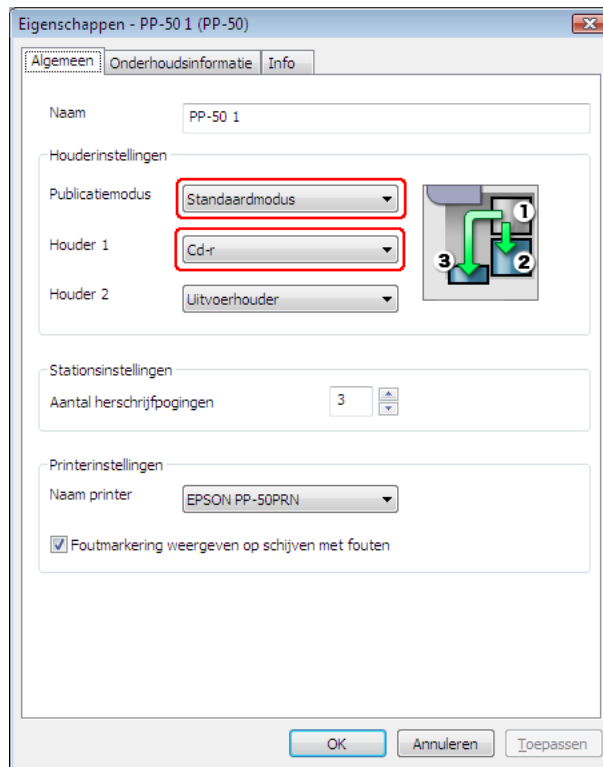 Eigenschappen - PP-50 1 (PP-50)
Algemeen Onderhoudsinformatie Info
Naam PP-50 1
Houderinstellingen
Publicatiemodus Standaardmodus
1
Houder 1 Cd-r
3 2
Houder 2 Uitvoerhouder
Stationsinstellingen
Aantal herschrijfpogingen 3
Printerinstellingen
Naam printer EPSON PP-50PRN
Foutmarkering weergeven op schijven met fouten
OK Annuleren Toepassen